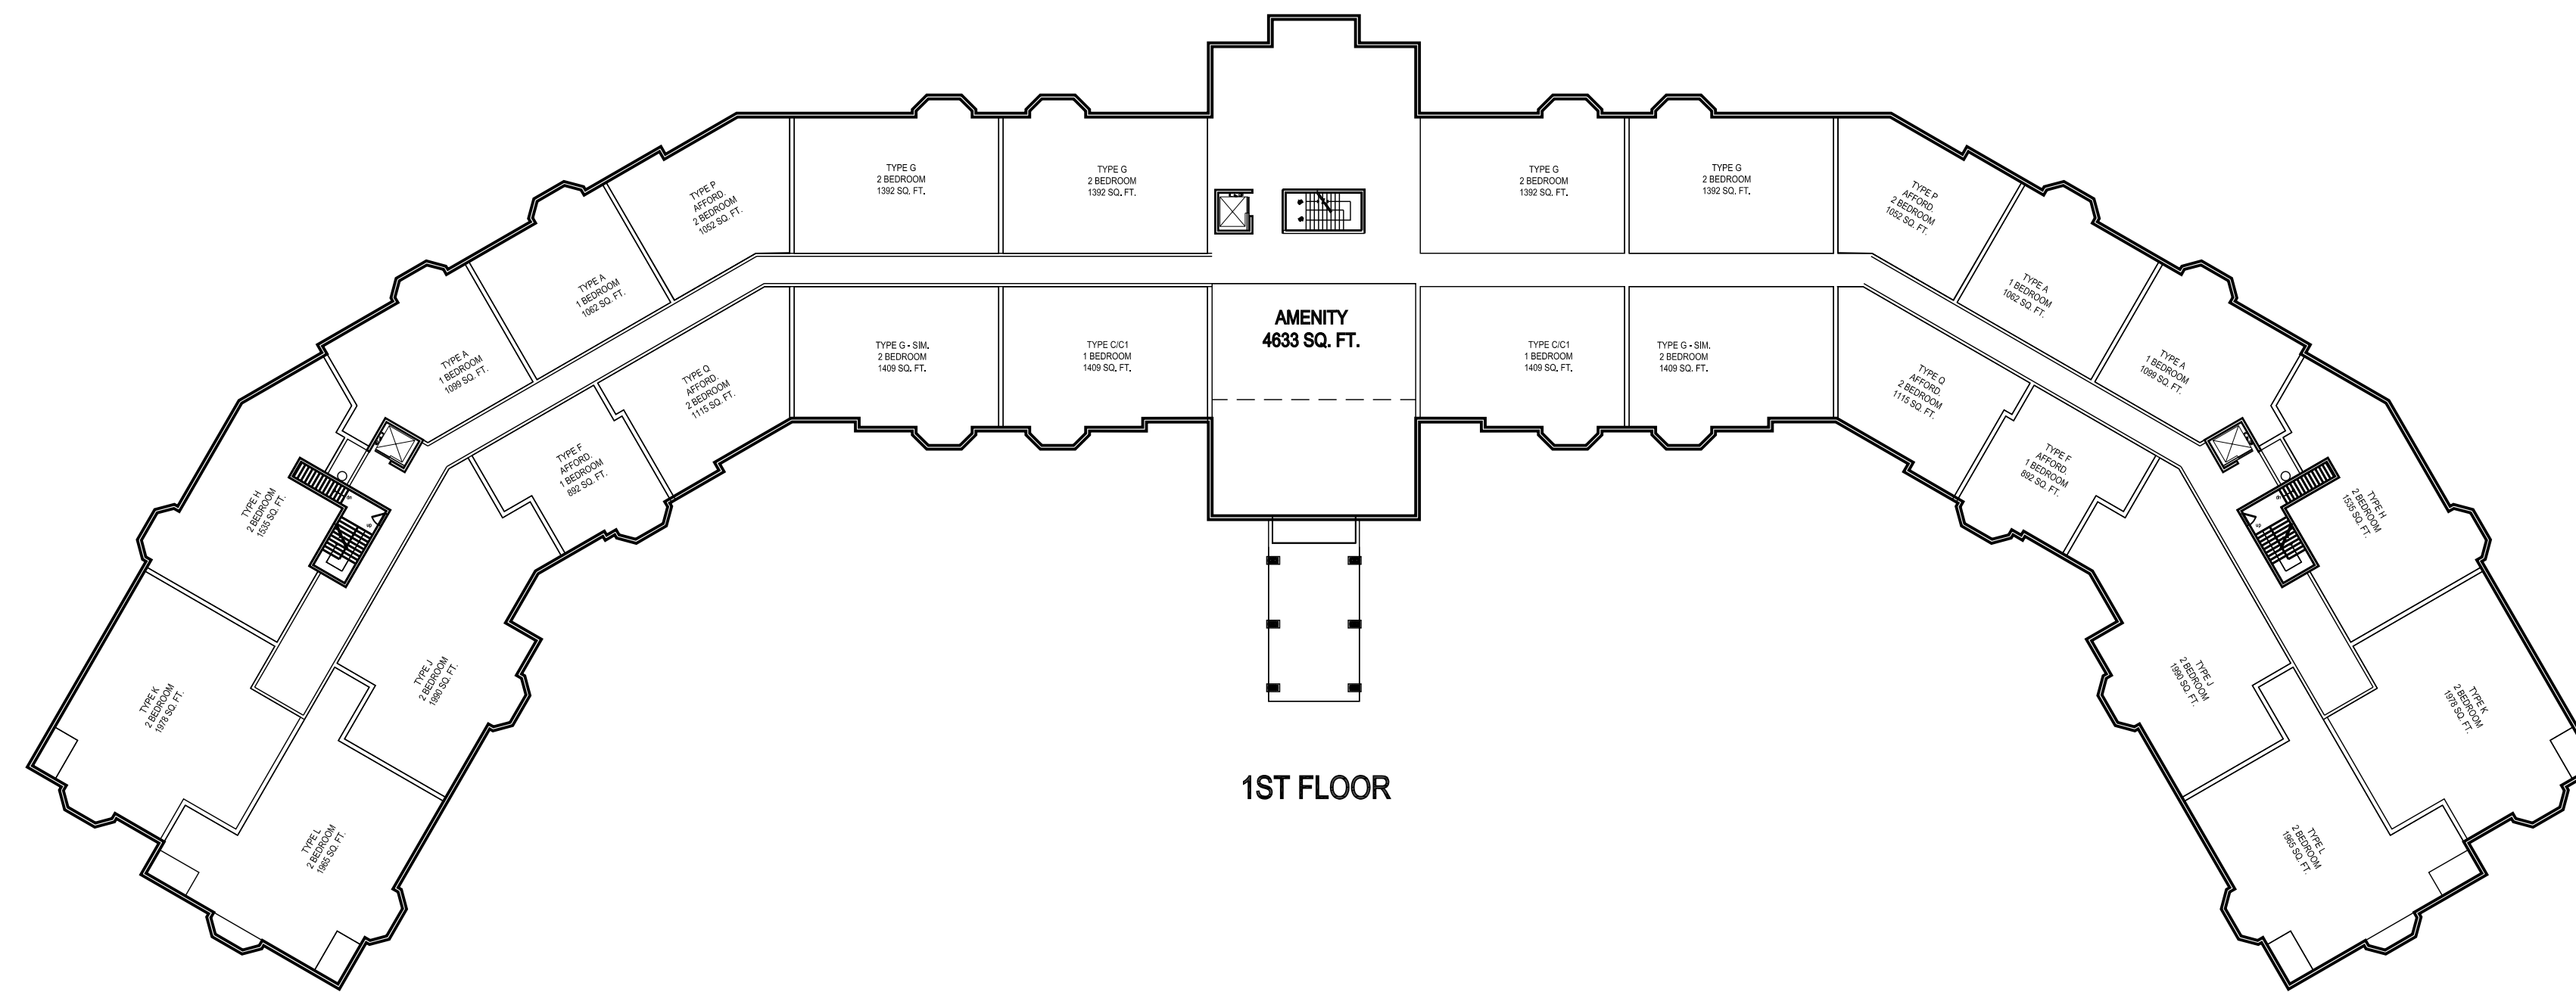 TYPE G
2 BEDROOM
1392 SQ. FT.
TYPE G
2 BEDROOM
1392 SQ. FT.
TYPE G
2 BEDROOM
1392 SQ. FT.
TYPE G
2 BEDROOM
1392 SQ. FT.
TYPE P
AFFORD.
2 BEDROOM
1052 SQ. FT.
TYPE P
AFFORD.
2 BEDROOM
1052 SQ. FT.
TYPE A
1 BEDROOM
1062 SQ. FT.
TYPE A
1 BEDROOM
1062 SQ. FT.
TYPE A
1 BEDROOM
1099 SQ. FT.
TYPE Q
AFFORD.
2 BEDROOM
1115 SQ. FT.
TYPE G - SIM.
2 BEDROOM
1409 SQ. FT.
TYPE C/C1
1 BEDROOM
1409 SQ. FT.
AMENITY
4633 SQ. FT.
TYPE C/C1
1 BEDROOM
1409 SQ. FT.
TYPE G - SIM.
2 BEDROOM
1409 SQ. FT.
TYPE Q
AFFORD.
2 BEDROOM
1115 SQ. FT.
TYPE A
1 BEDROOM
1099 SQ. FT.
TYPE F
AFFORD.
1 BEDROOM
892 SQ. FT.
TYPE F
AFFORD.
1 BEDROOM
892 SQ. FT.
TYPE H
2 BEDROOM
1535 SQ. FT.
TYPE H
2 BEDROOM
1535 SQ. FT.
TYPE K
2 BEDROOM
1978 SQ. FT.
TYPE J
2 BEDROOM
1990 SQ. FT.
TYPE J
2 BEDROOM
1990 SQ. FT.
TYPE K
2 BEDROOM
1978 SQ. FT.
1ST FLOOR
TYPE L
2 BEDROOM
1965 SQ. FT.
TYPE L
2 BEDROOM
1965 SQ. FT.